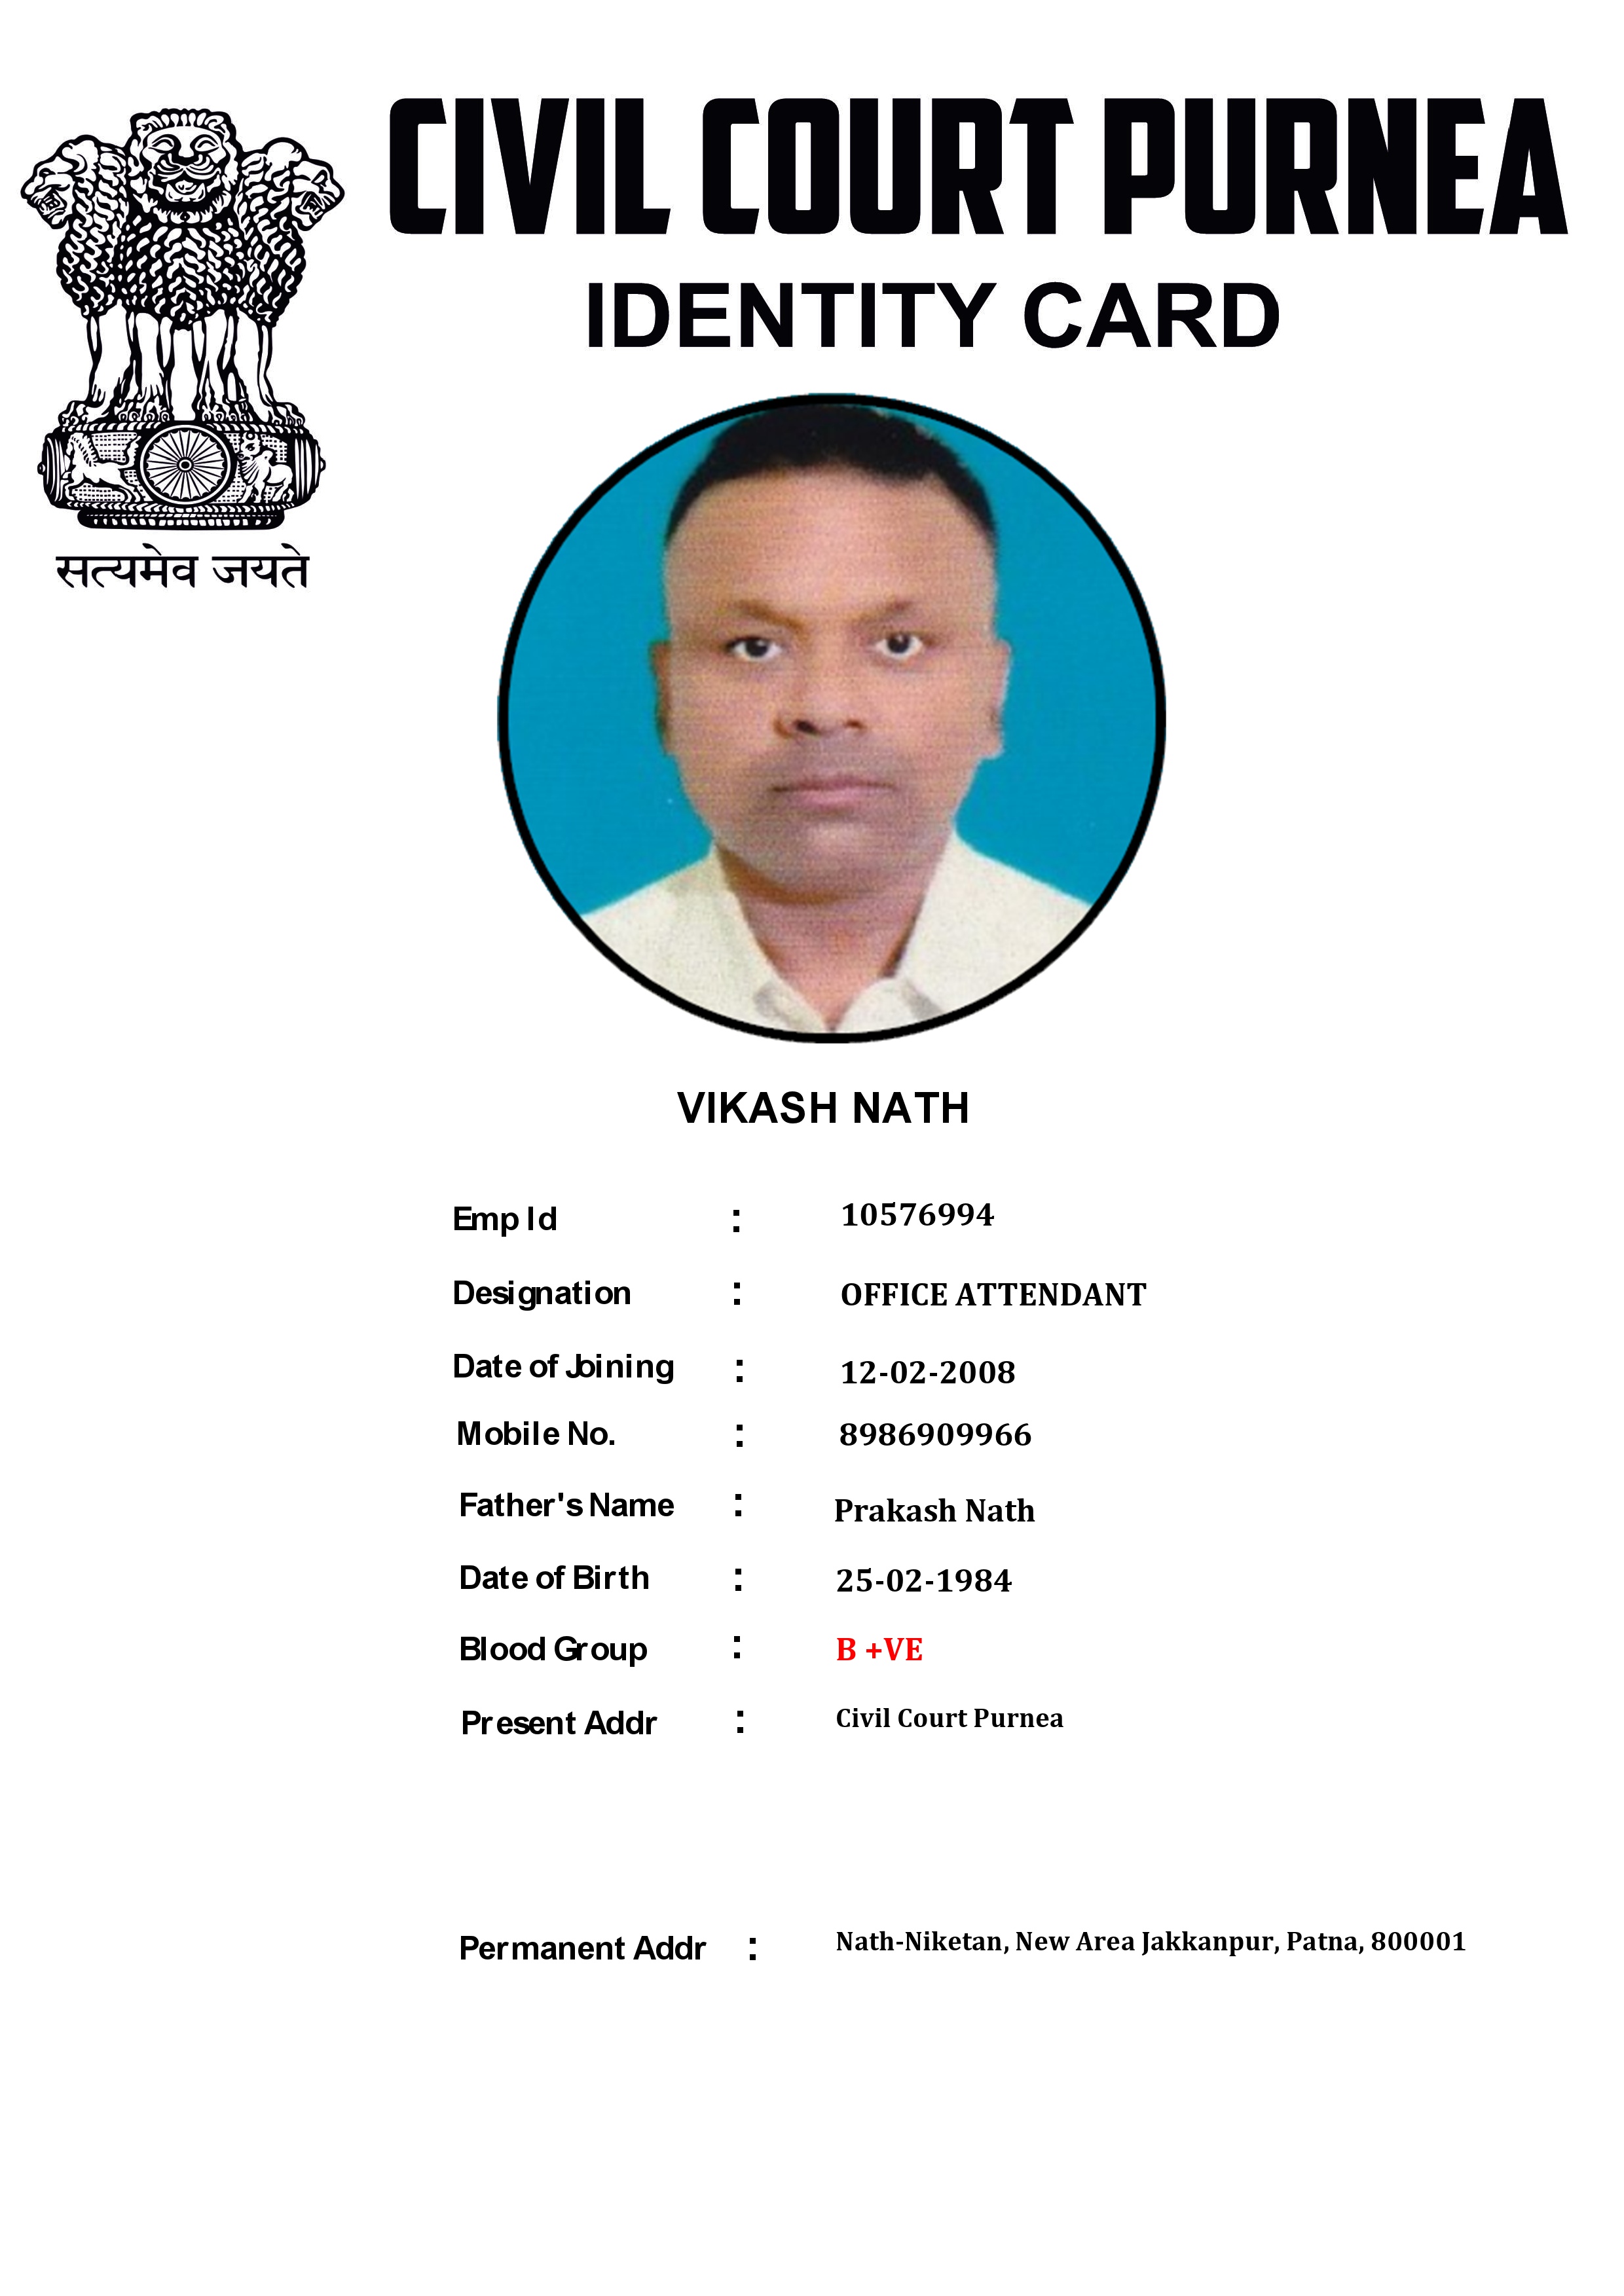 CIVIL COURT PURNEA
IDENTITY CARD
सत्यमेव जयते
VIKASH NATH
Emp Id : 10576994
Designation : OFFICE ATTENDANT
Date of Joining : 12-02-2008
Mobile No. : 8986909966
Father's Name : Prakash Nath
Date of Birth : 25-02-1984
Blood Group : B +VE
Present Addr : Civil Court Purnea
Permanent Addr : Nath-Niketan, New Area Jakkanpur, Patna, 800001